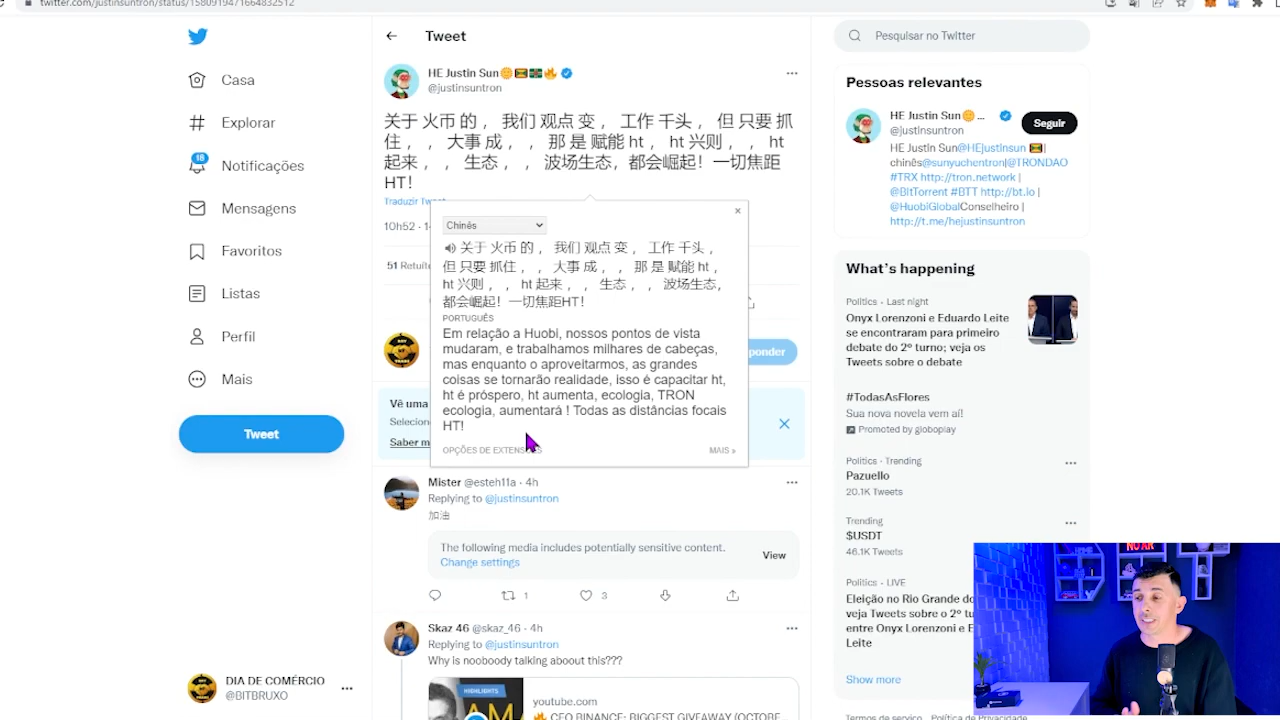 twitter.com/justinsuntron/status/1580919471664832512
Casa
Explorar
18
Notificações
Mensagens
Favoritos
Listas
Perfil
Mais
Tweet
DIA DE COMÉRCIO
@BITBRUXO
Tweet
HE Justin Sun
@justinsuntron
关于 火币 的 ， 我们 观点 变 ， 工作 千头 ， 但 只要 抓
住 ， ， 大事 成 ， ， 那 是 赋能 ht ， ht 兴则 ， ， ht
起来 ， ， 生态 ， ， 波场生态，都会崛起！一切焦距
HT！
Traduzir Tweet
10h52
51
Chinês
关于 火币 的 ， 我们 观点 变 ， 工作 千头 ，
但 只要 抓住 ， ， 大事 成 ， ， 那 是 赋能 ht ，
ht 兴则 ， ， ht 起来 ， ， 生态 ， ， 波场生态，
都会崛起！一切焦距HT！
PORTUGUÊS
Em relação a Huobi, nossos pontos de vista
mudaram, e trabalhamos milhares de cabeças,
mas enquanto o aproveitarmos, as grandes
coisas se tornarão realidade, isso é capacitar ht,
ht é próspero, ht aumenta, ecologia, TRON
ecologia, aumentará ! Todas as distâncias focais
HT!
OPÇÕES DE EXTENSÕES
MAIS »
ponder
Vê uma
Selecion
Saber m
Mister @esteh11a · 4h
Replying to @justinsuntron
加油
The following media includes potentially sensitive content.
Change settings
View
1
3
Skaz 46 @skaz_46 · 4h
Replying to @justinsuntron
Why is nooboody talking aboout this???
HIGHLIGHTS
youtube.com
CEO BINANCE: BIGGEST GIVEAWAY (OCTOBE...
Pesquisar no Twitter
Pessoas relevantes
HE Justin Sun ...
@justinsuntron
Seguir
HE Justin Sun@HEjustinsun |
chinês@sunyuchentron|@TRONDAO
#TRX http://tron.network |
@BitTorrent #BTT http://bt.io |
@HuobiGlobalConselheiro |
http://t.me/hejustinsuntron
What's happening
Politics · Last night
Onyx Lorenzoni e Eduardo Leite
se encontraram para primeiro
debate do 2º turno; veja os
Tweets sobre o debate
#TodasAsFlores
Sua nova novela vem aí!
Promoted by globoplay
Politics · Trending
Pazuello
20.1K Tweets
Trending
$USDT
46.1K Tweets
Politics · LIVE
Eleição no Rio Grande do
veja Tweets sobre o 2º tu
entre Onyx Lorenzoni e E
Leite
Show more
Termos de serviço
Política de Privacidade
NO AR